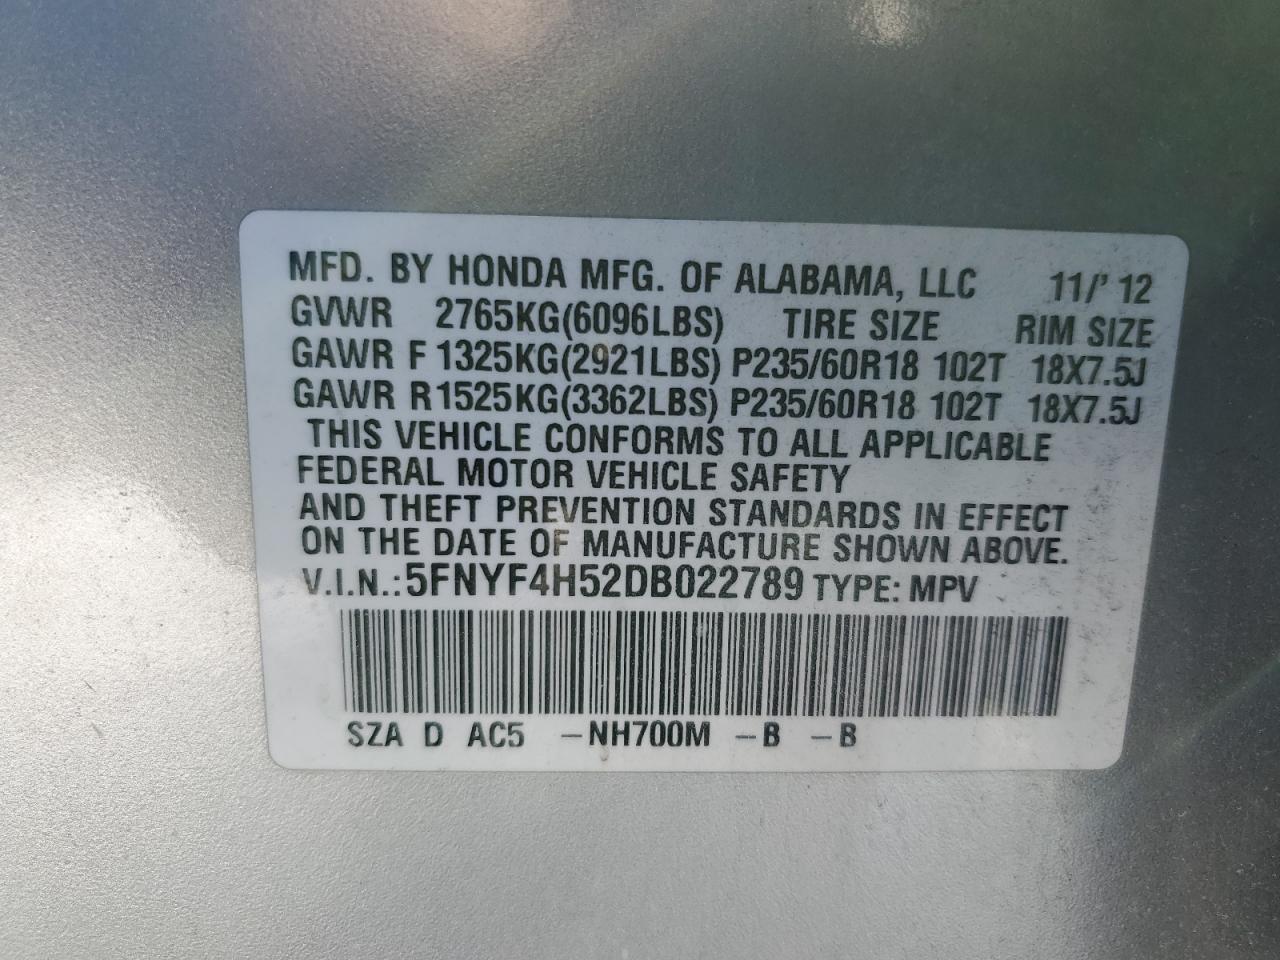 MFD. BY HONDA MFG. OF ALABAMA, LLC 11/' 12
GVWR 2765KG(6096LBS) TIRE SIZE RIM SIZE
GAWR F 1325KG(2921LBS) P235/60R18 102T 18X7.5J
GAWR R1525KG(3362LBS) P235/60R18 102T 18X7.5J
THIS VEHICLE CONFORMS TO ALL APPLICABLE
FEDERAL MOTOR VEHICLE SAFETY
AND THEFT PREVENTION STANDARDS IN EFFECT
ON THE DATE OF MANUFACTURE SHOWN ABOVE.
V.I.N.:5FNYF4H52DB022789 TYPE: MPV
SZA D AC5 –NH700M –B –B